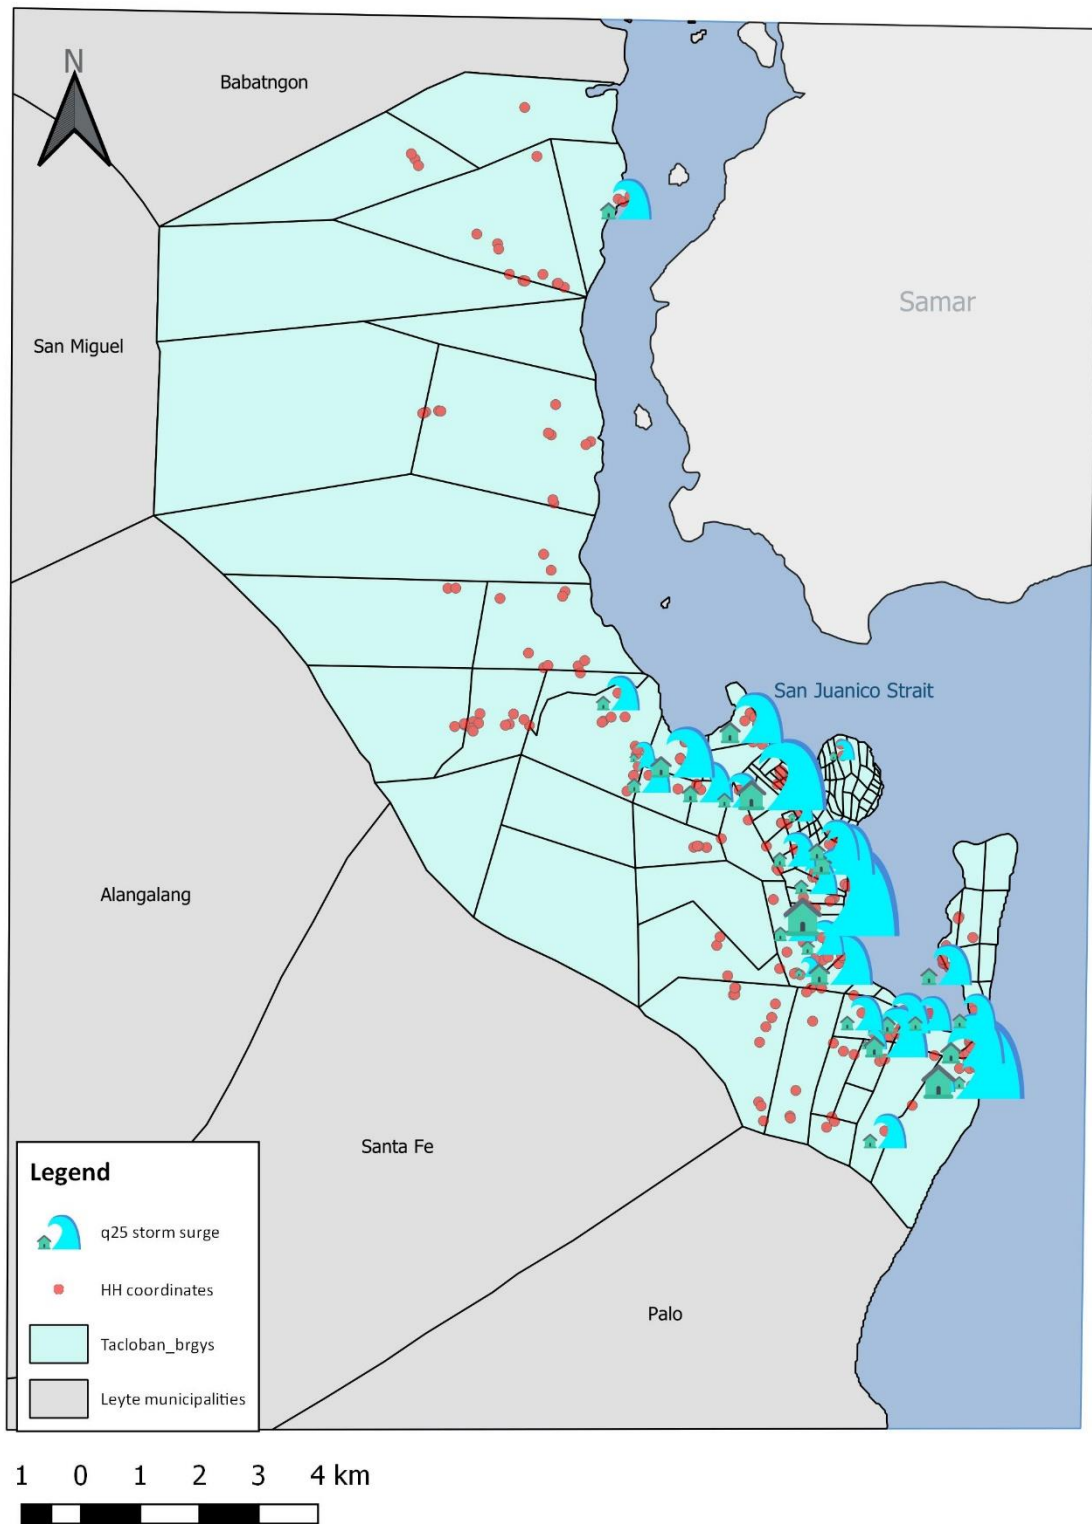 N
Babatngon
Samar
San Miguel
San Juanico Strait
Alangalang
Santa Fe
Palo
Legend
q25 storm surge
HH coordinates
Tacloban_brgys
Leyte municipalities
1 0 1 2 3 4 km